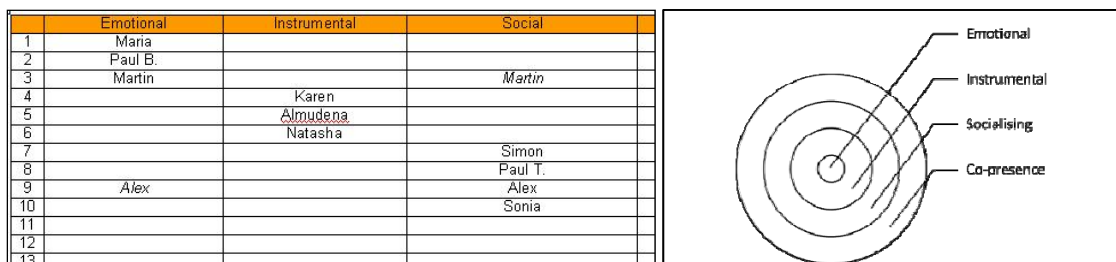 Emotional Instrumental Social
1 Maria
2 Paul B.
3 Martin Martin
4 Karen
5 Almudena
6 Natasha
7 Simon
8 Paul T.
9 Alex Alex
10 Sonia
11
12
13
Emotional
Instrumental
Socialising
Co-presence